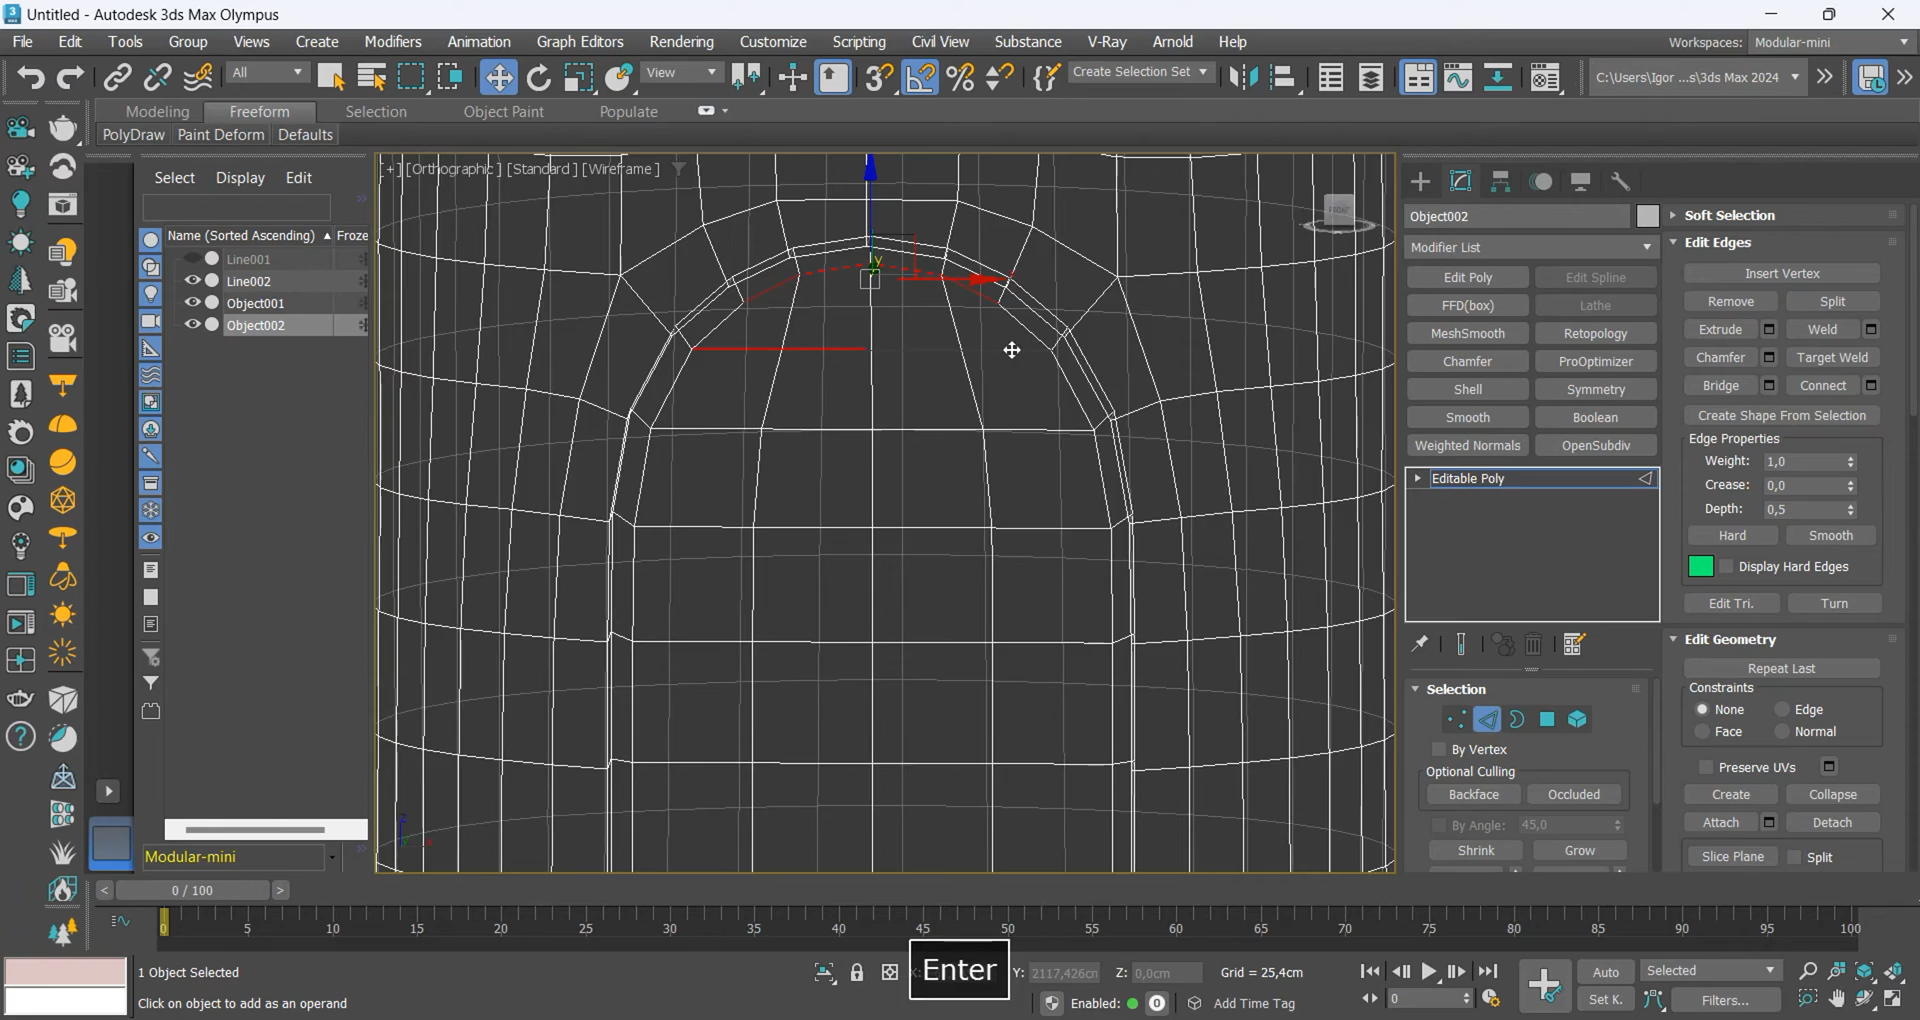 Untitled - Autodesk 3ds Max Olympus
File Edit Tools Group Views Create Modifiers Animation Graph Editors Rendering Customize Scripting Civil View Substance V-Ray Arnold Help
Workspaces: Modular-mini
All View Create Selection Set C:\Users\Igor ...s\3ds Max 2024
Modeling Freeform Selection Object Paint Populate
PolyDraw Paint Deform Defaults
Select Display Edit
[+] [Orthographic ] [Standard ] [Wireframe ]
Name (Sorted Ascending) Froze
Line001
Line002
Object001
Object002
y
FRONT
Object002
Modifier List
Edit Poly Edit Spline
FFD(box) Lathe
MeshSmooth Retopology
Chamfer ProOptimizer
Shell Symmetry
Smooth Boolean
Weighted Normals OpenSubdiv
Editable Poly
Selection
By Vertex
Optional Culling
Backface Occluded
By Angle: 45,0
Shrink Grow
Soft Selection
Edit Edges
Insert Vertex
Remove Split
Extrude Weld
Chamfer Target Weld
Bridge Connect
Create Shape From Selection
Edge Properties
Weight: 1,0
Crease: 0,0
Depth: 0,5
Hard Smooth
Display Hard Edges
Edit Tri. Turn
Edit Geometry
Repeat Last
Constraints
None Edge
Face Normal
Preserve UVs
Create Collapse
Attach Detach
Slice Plane Split
Modular-mini
0 / 100
0 5 10 15 20 25 30 35 40 45 50 55 60 65 70 75 80 85 90 95 100
1 Object Selected
Click on object to add as an operand
Enter
Y: 2117,426cm Z: 0,0cm Grid = 25,4cm
Enabled: 0 Add Time Tag
0
Auto Selected
Set K. Filters...